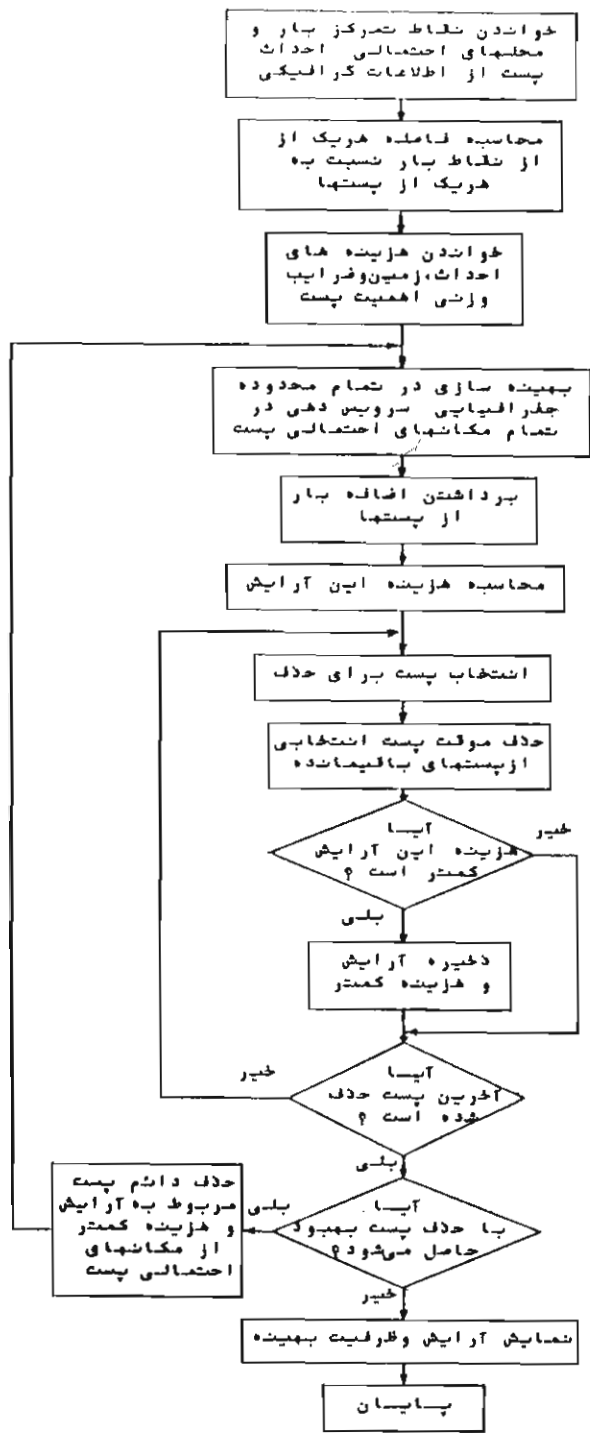 خواندن نقاط تمرکز بار و
محلهای احتمالی احداث
پست از اطلاعات گرافیکی
محاسبه فاصله هریک از
از نقاط بار نسبت به
هریک از پستها
خواندن هزینه های
احداث،زمین‌وضرایب
وزنی اهمیت پست
بهینه سازی در تمام محدوده
جغرافیایی سرویس دهی در
تمام مکانهای احتمالی پست
برداشتن اضافه بار
از پستها
محاسبه هزینه این آرایش
انتخاب پست برای حذف
حذف موقت پست انتخابی
ازپستهای باقیمانده
آیا
هزینه این آرایش
کمتر است ؟
خیر
بلی
ذخیره آرایش
و هزینه کمتر
آیا
آخرین پست حذف
شده است ؟
خیر
بلی
آیا
با حذف پست بهبود
حاصل می‌شود؟
بلی
حذف دائم پست
مربوط به آرایش
و هزینه کمتر
از مکانهای
احتمالی پست
خیر
نمایش آرایش وظرفیت بهینه
پایان